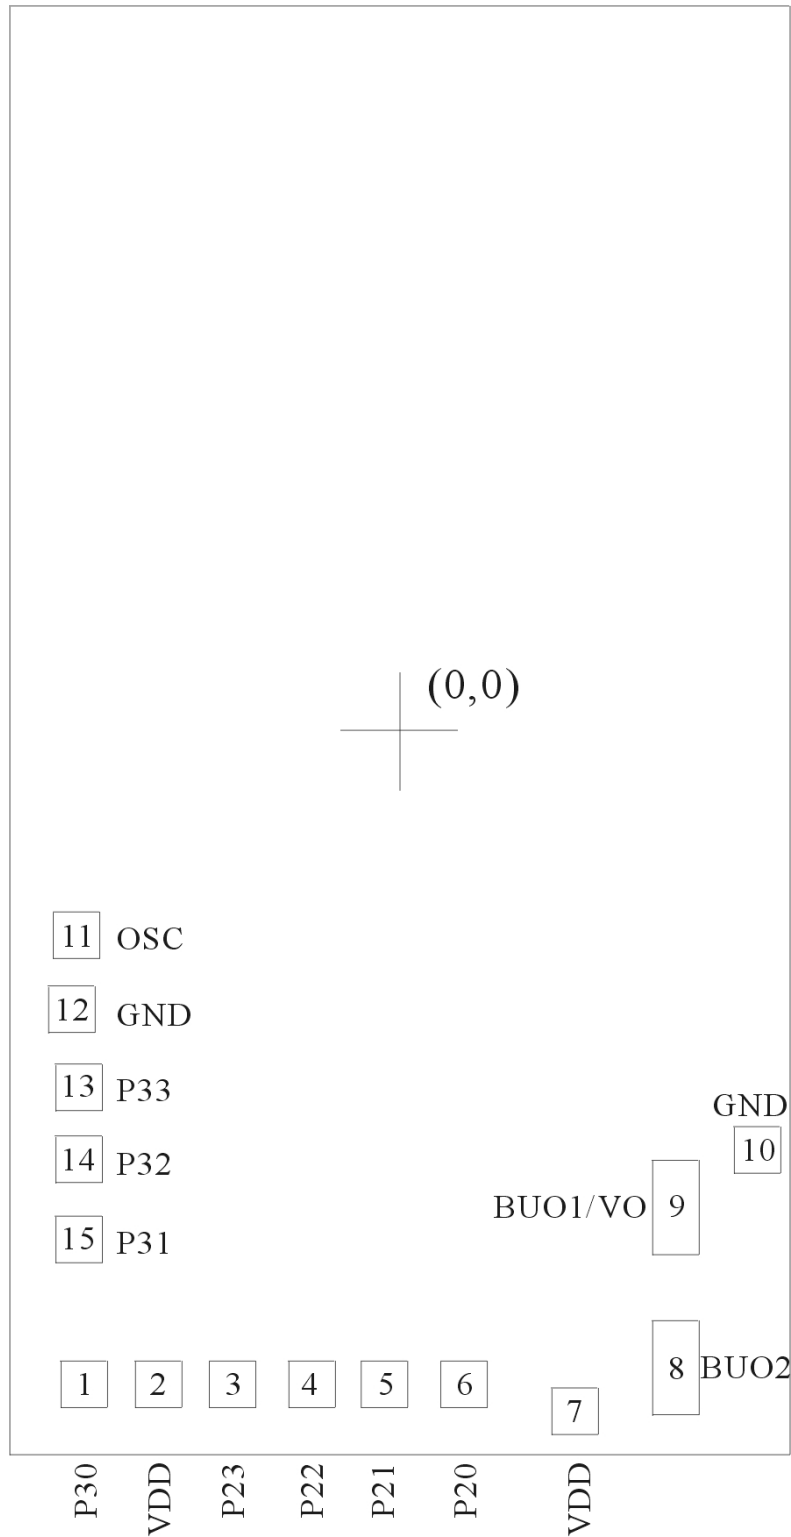 (0,0)
11 OSC
12 GND
13 P33
GND
10
14 P32
BUO1/VO 9
15 P31
8 BUO2
1 2 3 4 5 6
7
P30 VDD P23 P22 P21 P20 VDD